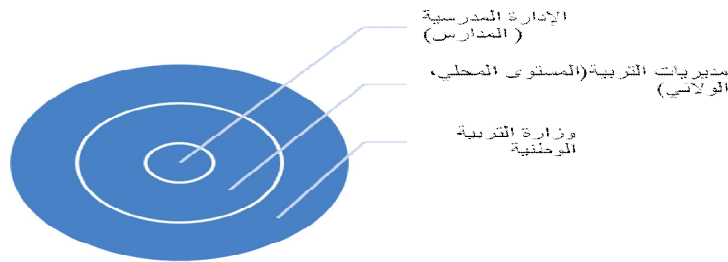 الإدارة المدرسية
( المدارس)
مديريات التربية(المستوى المحلي،
الولائي)
وزارة التربية
الوطنية